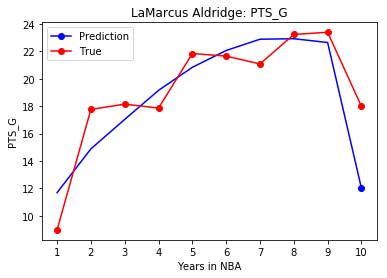 LaMarcus Aldridge: PTS_G
Prediction
True
24
22
20
18
16
14
12
10
PTS_G
1 2 3 4 5 6 7 8 9 10
Years in NBA